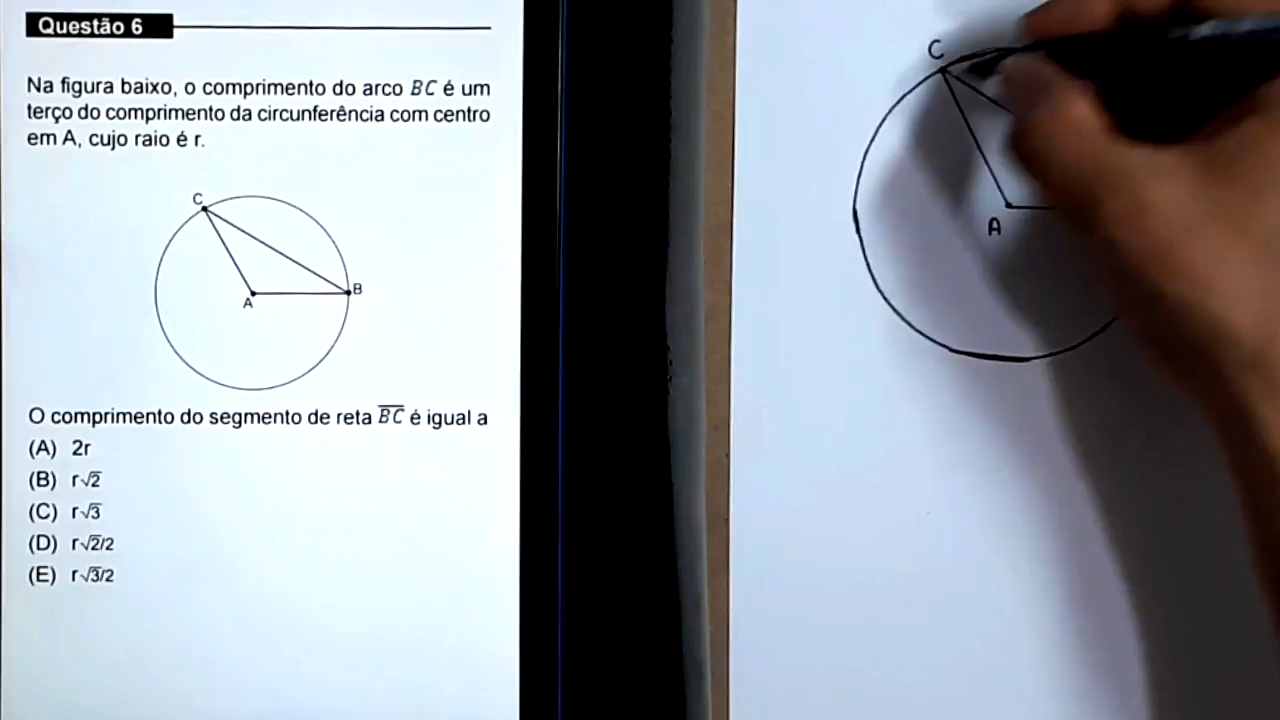 Questão 6
Na figura baixo, o comprimento do arco BC é um
terço do comprimento da circunferência com centro
em A, cujo raio é r.
C
A
B
O comprimento do segmento de reta \overline{BC} é igual a
(A) 2r
(B) r√2
(C) r√3
(D) r√2/2
(E) r√3/2
C
A